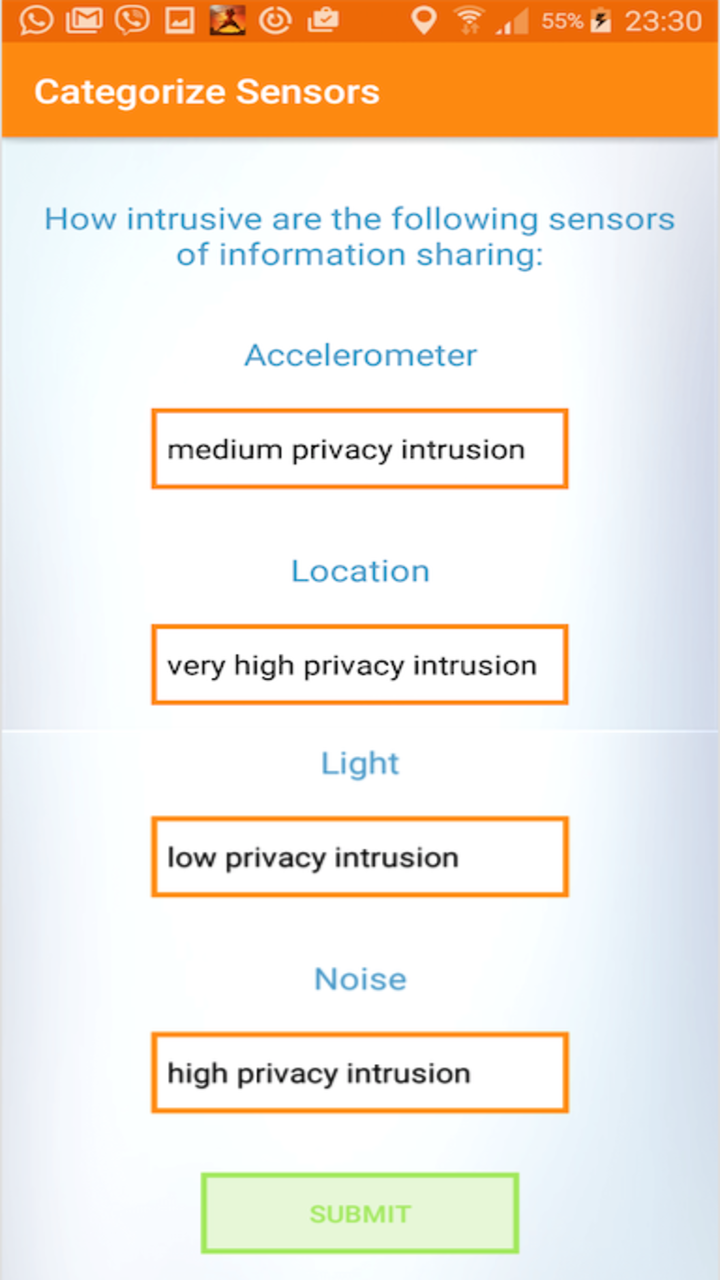 55% 23:30
Categorize Sensors
How intrusive are the following sensors
of information sharing:
Accelerometer
medium privacy intrusion
Location
very high privacy intrusion
Light
low privacy intrusion
Noise
high privacy intrusion
SUBMIT